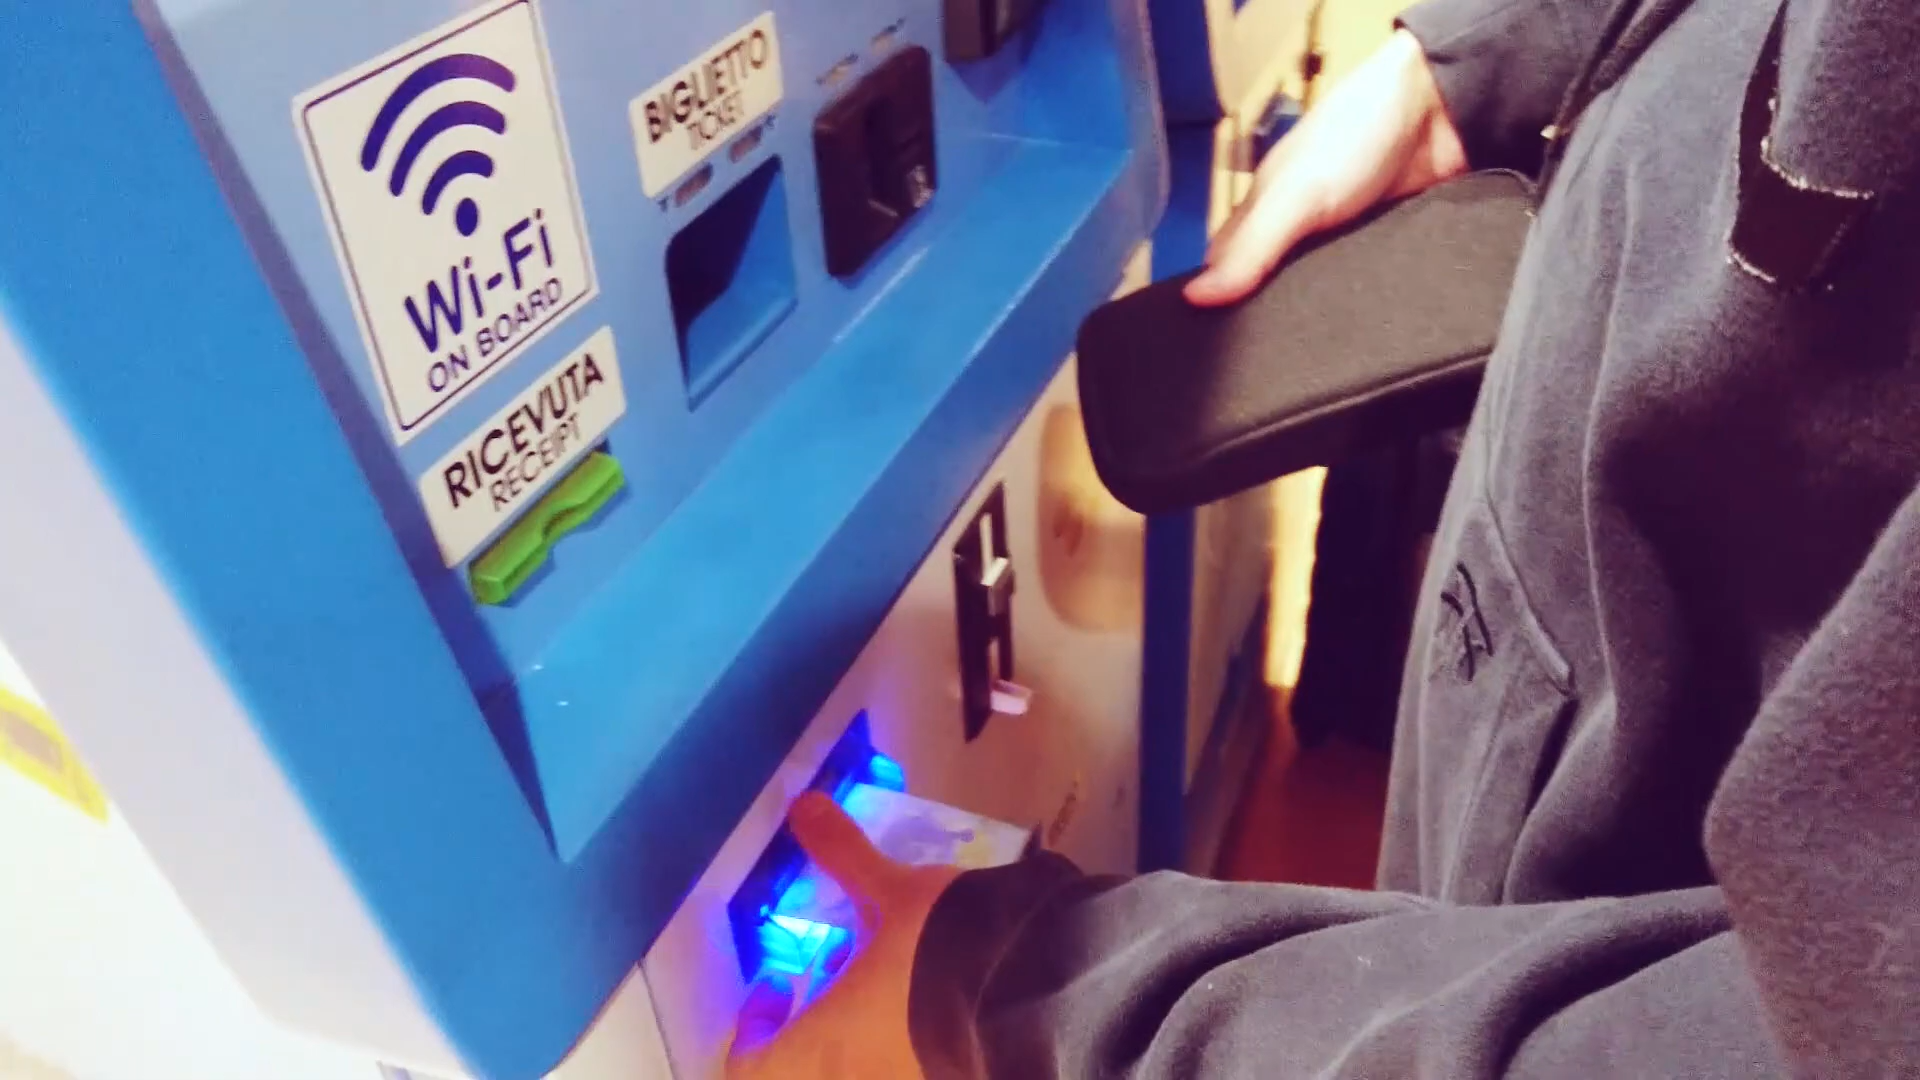 Wi-Fi
ON BOARD
BIGLIETTO
TICKET
RICEVUTA
RECEIPT